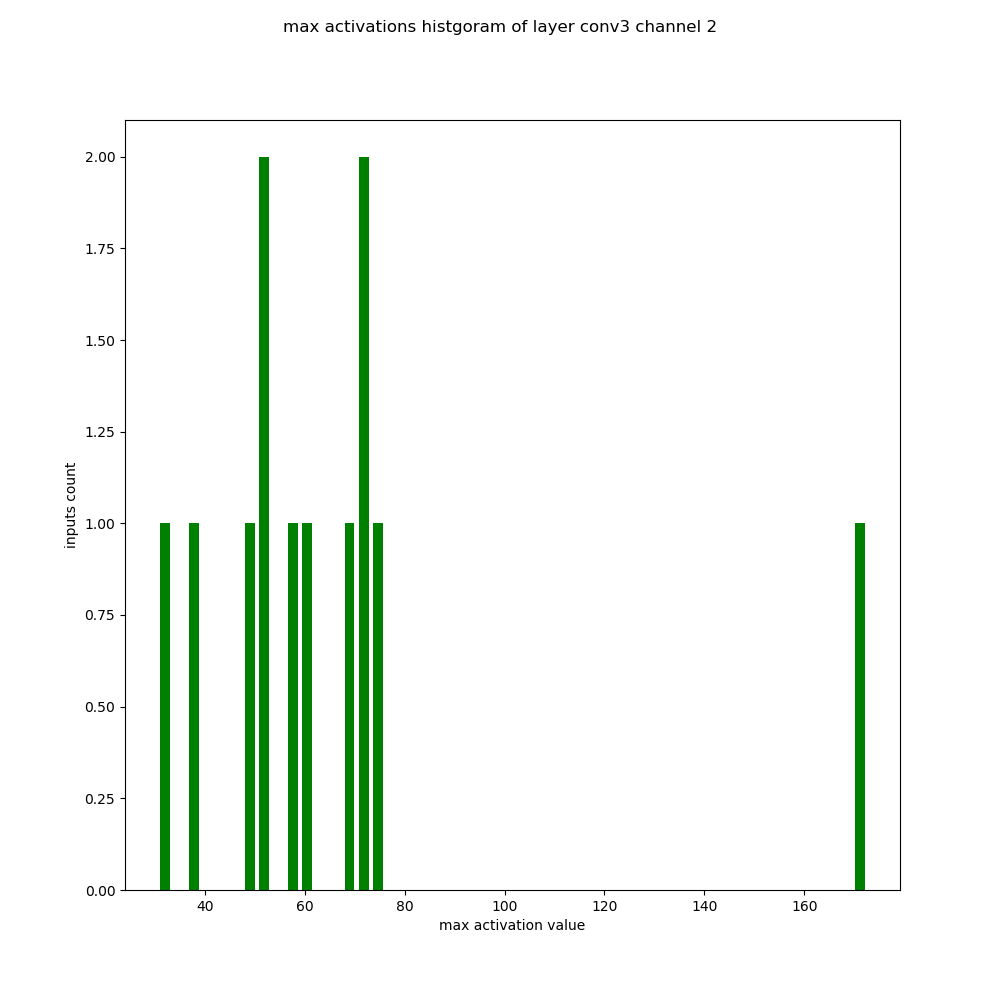 max activations histgoram of layer conv3 channel 2
2.00
1.75
1.50
1.25
1.00
0.75
0.50
0.25
0.00
inputs count
40 60 80 100 120 140 160
max activation value